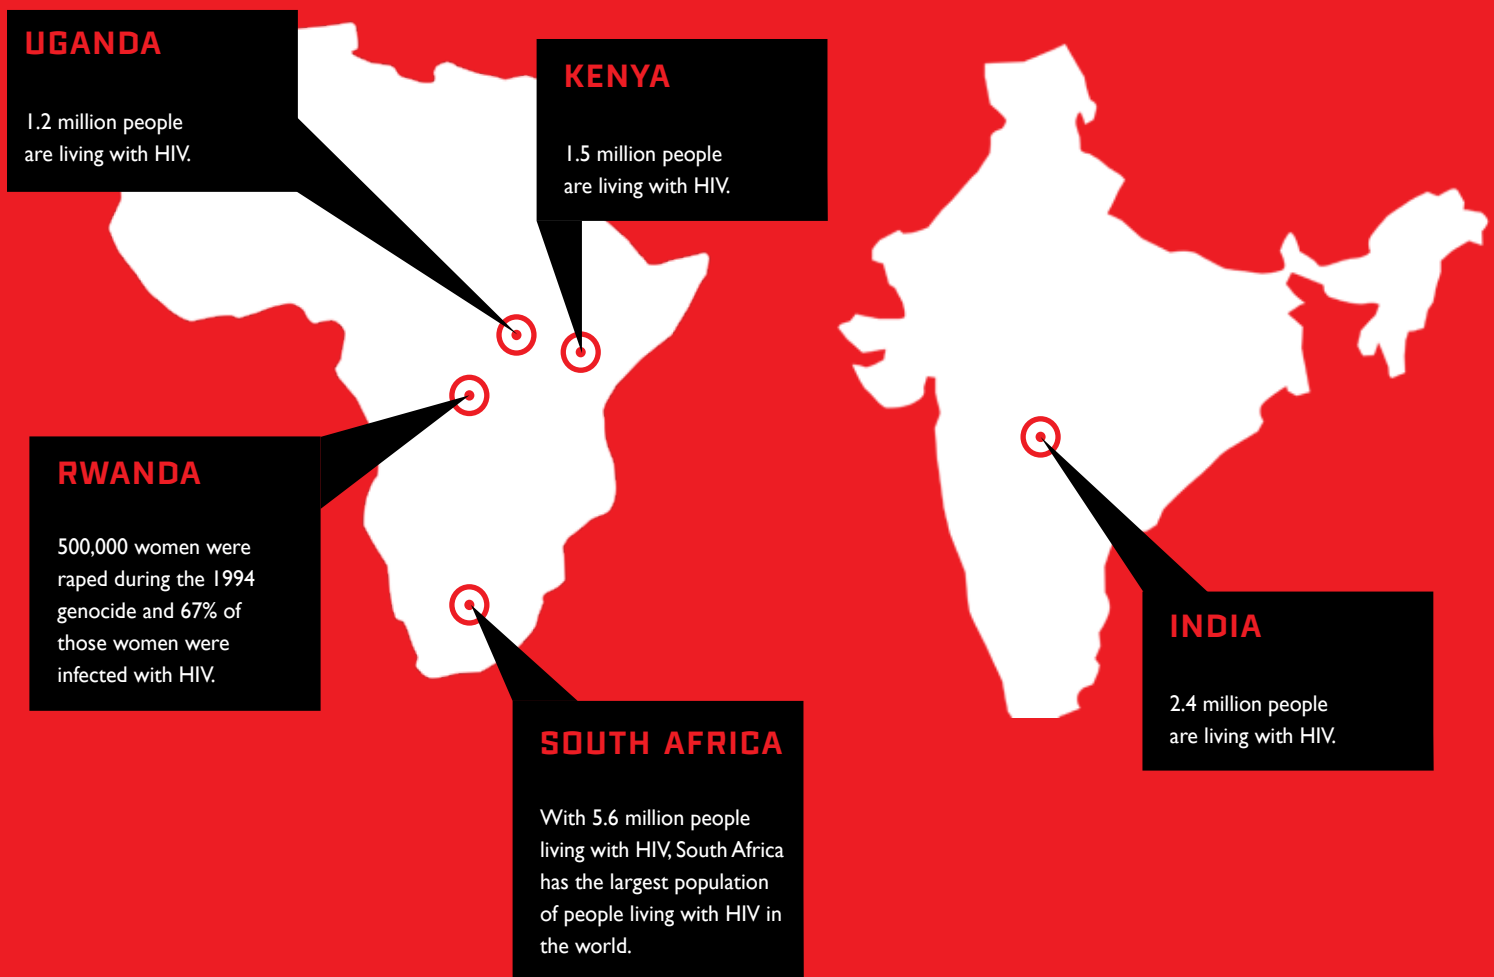 UGANDA
1.2 million people
are living with HIV.
KENYA
1.5 million people
are living with HIV.
RWANDA
500,000 women were
raped during the 1994
genocide and 67% of
those women were
infected with HIV.
SOUTH AFRICA
With 5.6 million people
living with HIV, South Africa
has the largest population
of people living with HIV in
the world.
INDIA
2.4 million people
are living with HIV.